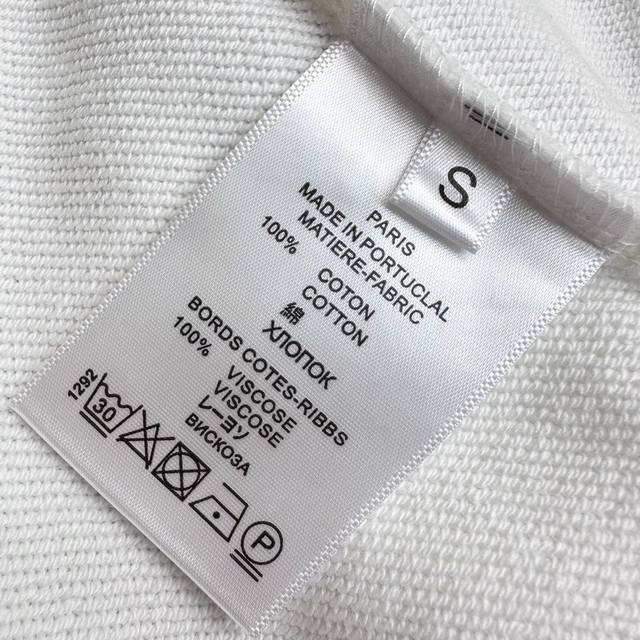 S
PARIS
MADE IN PORTUCLAL
MATIERE-FABRIC
100% COTON
COTTON
綿
ХЛОПОК
BORDS COTES-RIBBS
100% VISCOSE
VISCOSE
レーヨン
ВИСКОЗА
1292
30
P